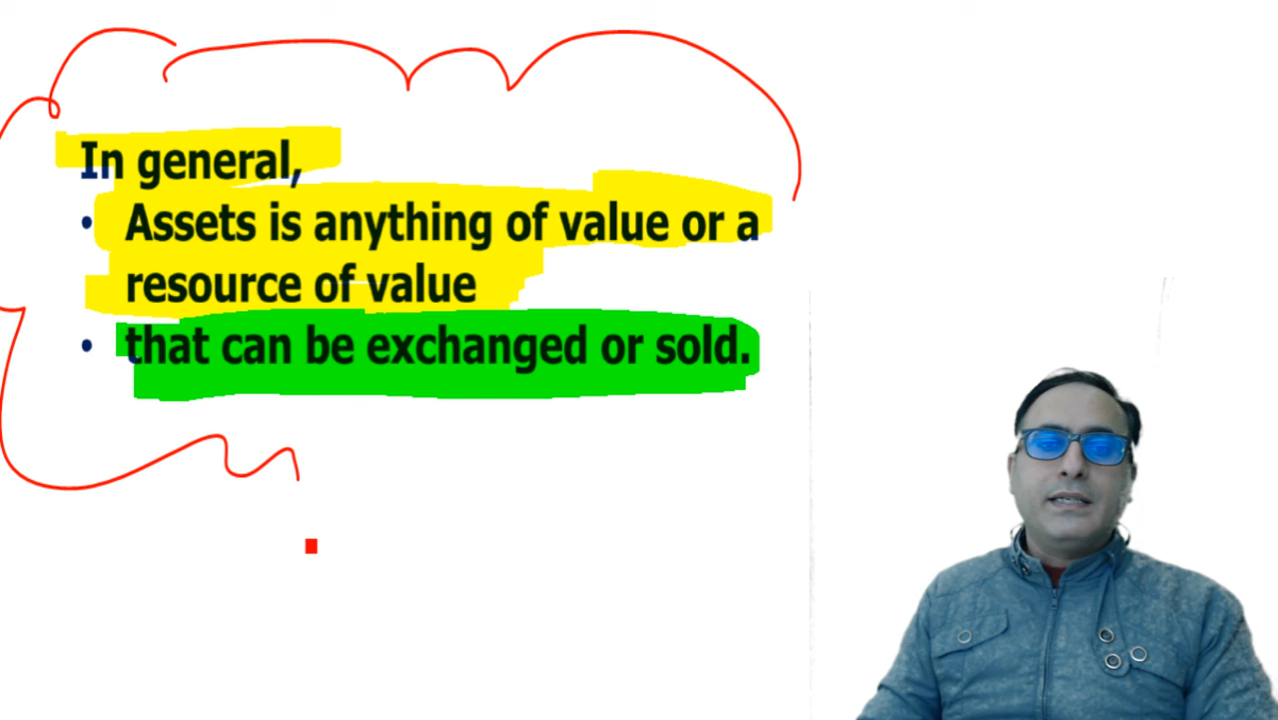 In general,
• Assets is anything of value or a
resource of value
• that can be exchanged or sold.